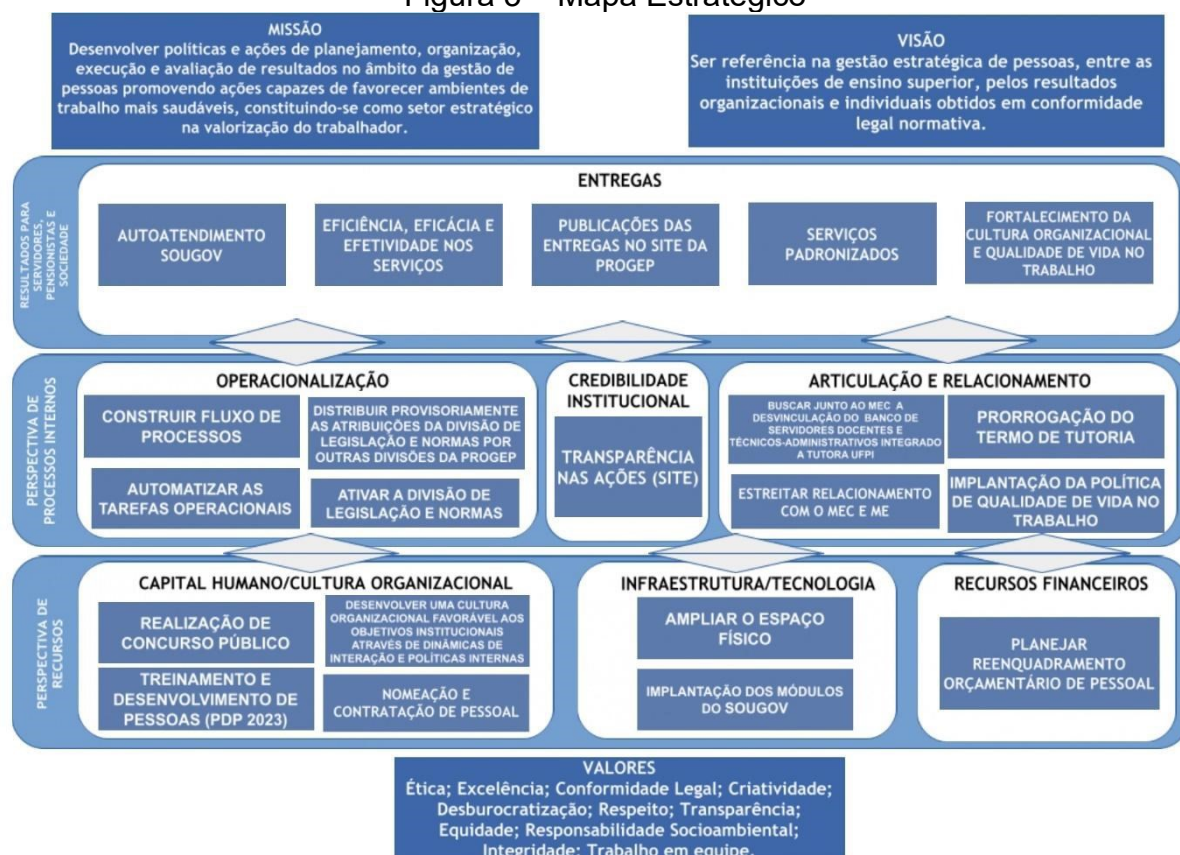 Figura 3 – Mapa Estratégico
MISSÃO
Desenvolver políticas e ações de planejamento, organização,
execução e avaliação de resultados no âmbito da gestão de
pessoas promovendo ações capazes de favorecer ambientes de
trabalho mais saudáveis, constituindo-se como setor estratégico
na valorização do trabalhador.
VISÃO
Ser referência na gestão estratégica de pessoas, entre as
instituições de ensino superior, pelos resultados
organizacionais e individuais obtidos em conformidade
legal normativa.
RESULTADOS PARA
SERVIDORES,
PENSIONISTAS E
SOCIEDADE
ENTREGAS
AUTOATENDIMENTO
SOUGOV
EFICIÊNCIA, EFICÁCIA E
EFETIVIDADE NOS
SERVIÇOS
PUBLICAÇÕES DAS
ENTREGAS NO SITE DA
PROGEP
SERVIÇOS
PADRONIZADOS
FORTALECIMENTO DA
CULTURA ORGANIZACIONAL
E QUALIDADE DE VIDA NO
TRABALHO
PERSPECTIVA DE
PROCESSOS INTERNOS
OPERACIONALIZAÇÃO
CONSTRUIR FLUXO DE
PROCESSOS
DISTRIBUIR PROVISORIAMENTE
AS ATRIBUIÇÕES DA DIVISÃO DE
LEGISLAÇÃO E NORMAS POR
OUTRAS DIVISÕES DA PROGEP
AUTOMATIZAR AS
TAREFAS OPERACIONAIS
ATIVAR A DIVISÃO DE
LEGISLAÇÃO E NORMAS
CREDIBILIDADE
INSTITUCIONAL
TRANSPARÊNCIA
NAS AÇÕES (SITE)
ARTICULAÇÃO E RELACIONAMENTO
BUSCAR JUNTO AO MEC A
DESVINCULAÇÃO DO BANCO DE
SERVIDORES DOCENTES E
TÉCNICOS-ADMINISTRATIVOS INTEGRADO
A TUTORA UFPI
PRORROGAÇÃO DO
TERMO DE TUTORIA
ESTREITAR RELACIONAMENTO
COM O MEC E ME
IMPLANTAÇÃO DA POLÍTICA
DE QUALIDADE DE VIDA NO
TRABALHO
PERSPECTIVA DE
RECURSOS
CAPITAL HUMANO/CULTURA ORGANIZACIONAL
REALIZAÇÃO DE
CONCURSO PÚBLICO
DESENVOLVER UMA CULTURA
ORGANIZACIONAL FAVORÁVEL AOS
OBJETIVOS INSTITUCIONAIS
ATRAVÉS DE DINÂMICAS DE
INTERAÇÃO E POLÍTICAS INTERNAS
TREINAMENTO E
DESENVOLVIMENTO DE
PESSOAS (PDP 2023)
NOMEAÇÃO E
CONTRATAÇÃO DE PESSOAL
INFRAESTRUTURA/TECNOLOGIA
AMPLIAR O ESPAÇO
FÍSICO
IMPLANTAÇÃO DOS MÓDULOS
DO SOUGOV
RECURSOS FINANCEIROS
PLANEJAR
REENQUADRAMENTO
ORÇAMENTÁRIO DE PESSOAL
VALORES
Ética; Excelência; Conformidade Legal; Criatividade;
Desburocratização; Respeito; Transparência;
Equidade; Responsabilidade Socioambiental;
Integridade; Trabalho em equipe.